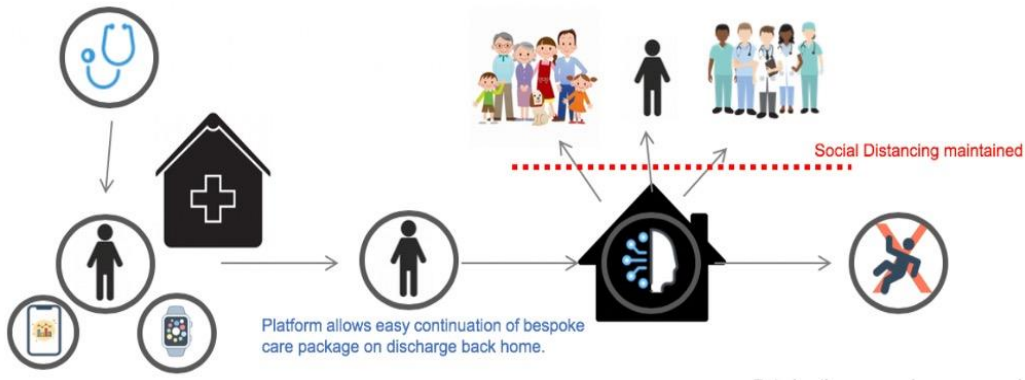 Social Distancing maintained
Platform allows easy continuation of bespoke
care package on discharge back home.